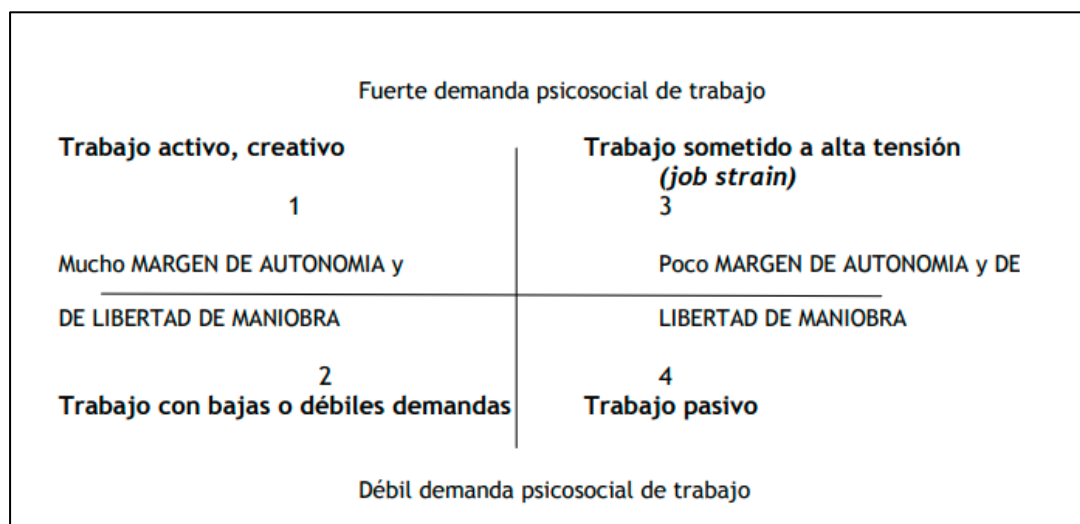 Fuerte demanda psicosocial de trabajo
Trabajo activo, creativo
Trabajo sometido a alta tensión
(job strain)
1
3
Mucho MARGEN DE AUTONOMIA y
Poco MARGEN DE AUTONOMIA y DE
DE LIBERTAD DE MANIOBRA
LIBERTAD DE MANIOBRA
2
4
Trabajo con bajas o débiles demandas
Trabajo pasivo
Débil demanda psicosocial de trabajo